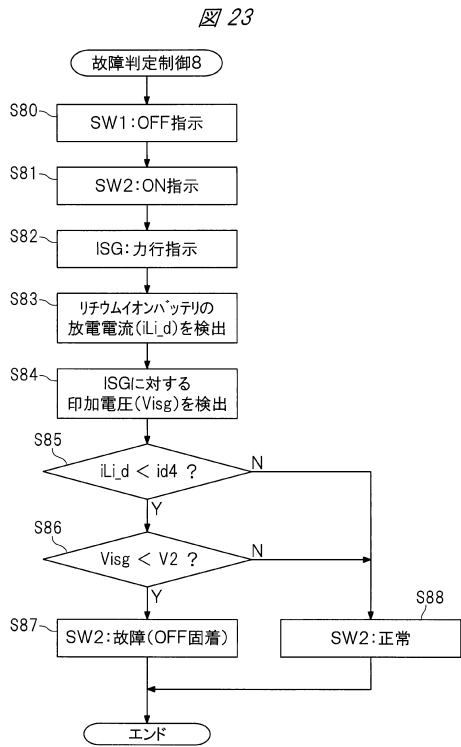 図 23
故障判定制御8
S80
SW1:OFF指示
S81
SW2:ON指示
S82
ISG:力行指示
S83
リチウムイオンバッテリの
放電電流(iLi_d)を検出
S84
ISGに対する
印加電圧(Visg)を検出
S85
iLi_d < id4 ?
N
Y
S86
Visg < V2 ?
N
Y
S87
SW2:故障(OFF固着)
S88
SW2:正常
エンド